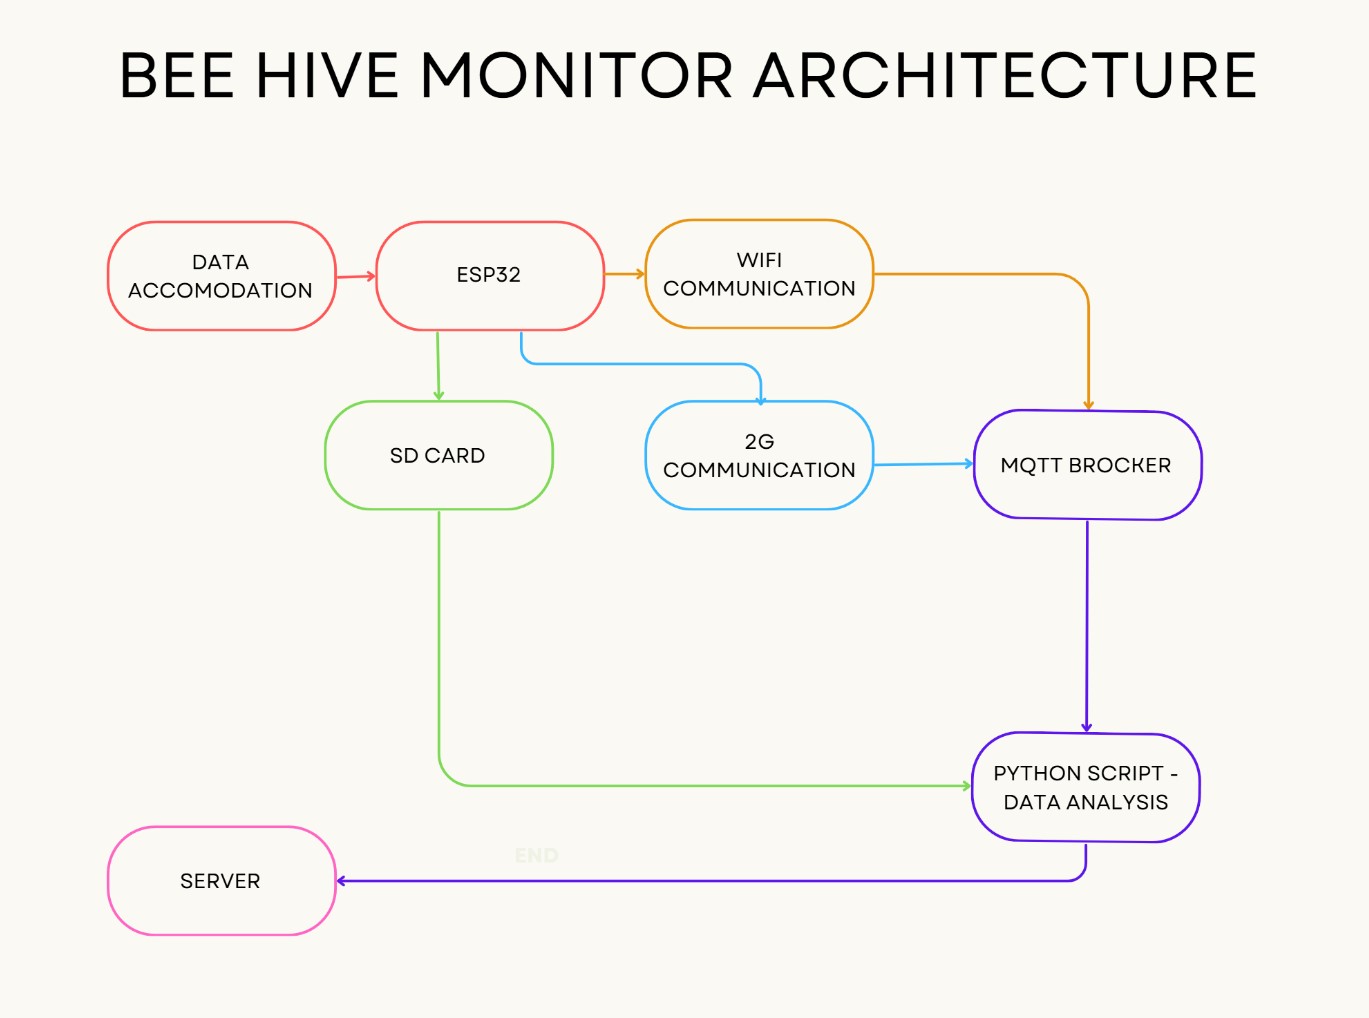 BEE HIVE MONITOR ARCHITECTURE
DATA
ACCOMODATION
ESP32
WIFI
COMMUNICATION
SD CARD
2G
COMMUNICATION
MQTT BROCKER
PYTHON SCRIPT -
DATA ANALYSIS
END
SERVER